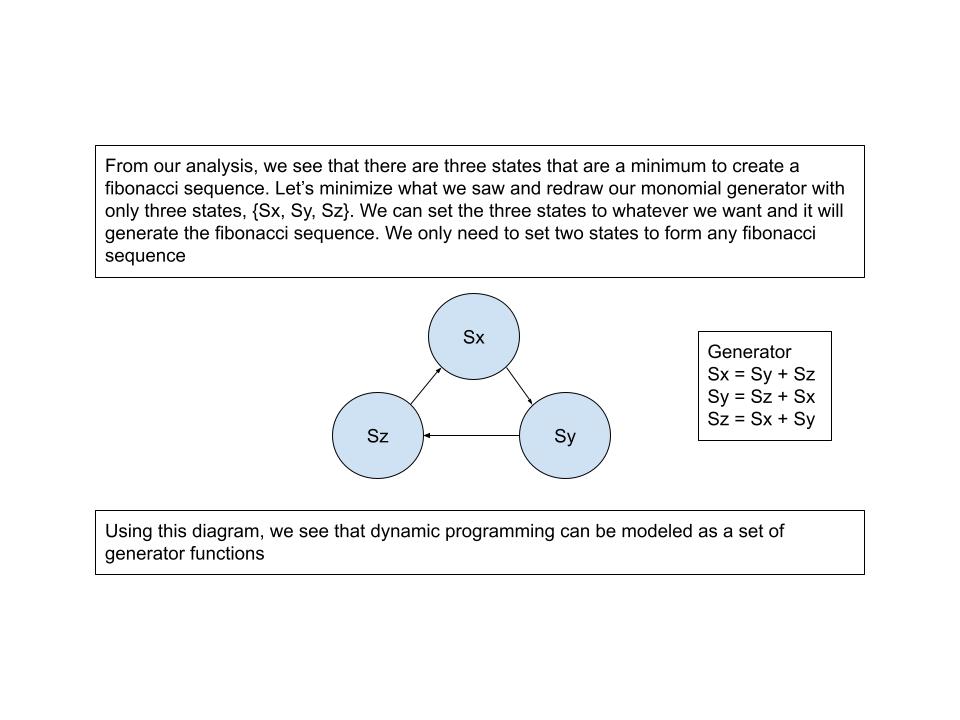 From our analysis, we see that there are three states that are a minimum to create a
fibonacci sequence. Let’s minimize what we saw and redraw our monomial generator with
only three states, {Sx, Sy, Sz}. We can set the three states to whatever we want and it will
generate the fibonacci sequence. We only need to set two states to form any fibonacci
sequence
Sx
Sz
Sy
Generator
Sx = Sy + Sz
Sy = Sz + Sx
Sz = Sx + Sy
Using this diagram, we see that dynamic programming can be modeled as a set of
generator functions